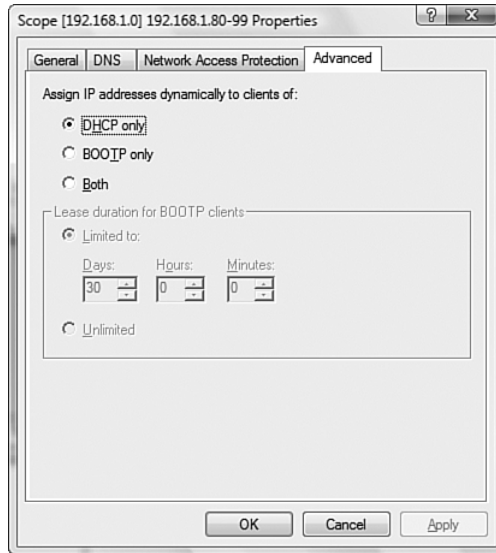 Scope [192.168.1.0] 192.168.1.80-99 Properties
? X
General DNS Network Access Protection Advanced
Assign IP addresses dynamically to clients of:
DHCP only
BOOTP only
Both
Lease duration for BOOTP clients
Limited to:
Days: Hours: Minutes:
30 0 0
Unlimited
OK Cancel Apply